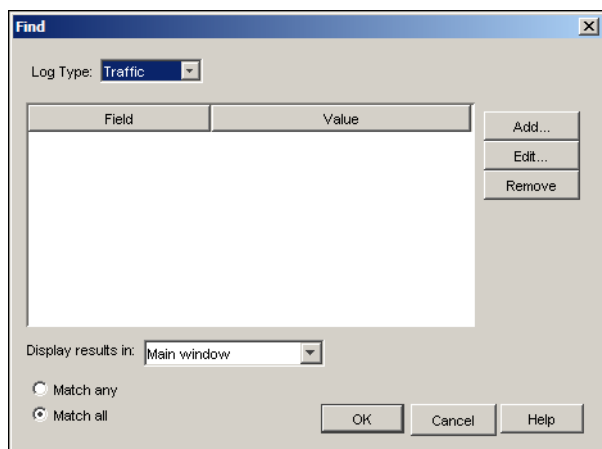 Find
Log Type: Traffic
Field Value
Add...
Edit...
Remove
Display results in: Main window
Match any
Match all
OK Cancel Help